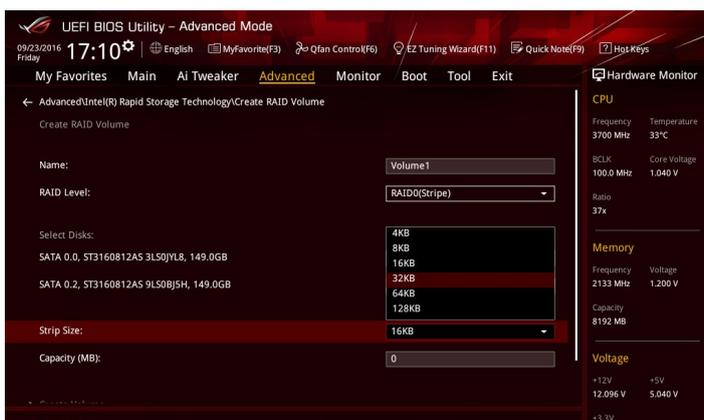 UEFI BIOS Utility – Advanced Mode
09/23/2016 Friday 17:10 English MyFavorite(F3) Qfan Control(F6) EZ Tuning Wizard(F11) Quick Note(F9) Hot Keys
My Favorites Main Ai Tweaker Advanced Monitor Boot Tool Exit
Advanced\Intel(R) Rapid Storage Technology\Create RAID Volume
Create RAID Volume
Name: Volume1
RAID Level: RAID0(Stripe)
Select Disks:
SATA 0.0, ST3160812AS 3LS0JYL8, 149.0GB
SATA 0.2, ST3160812AS 9LS0BJ5H, 149.0GB
4KB
8KB
16KB
32KB
64KB
128KB
Strip Size: 16KB
Capacity (MB): 0
Hardware Monitor
CPU
Frequency Temperature
3700 MHz 33°C
BCLK Core Voltage
100.0 MHz 1.040 V
Ratio
37x
Memory
Frequency Voltage
2133 MHz 1.200 V
Capacity
8192 MB
Voltage
+12V +5V
12.096 V 5.040 V
+3.3V